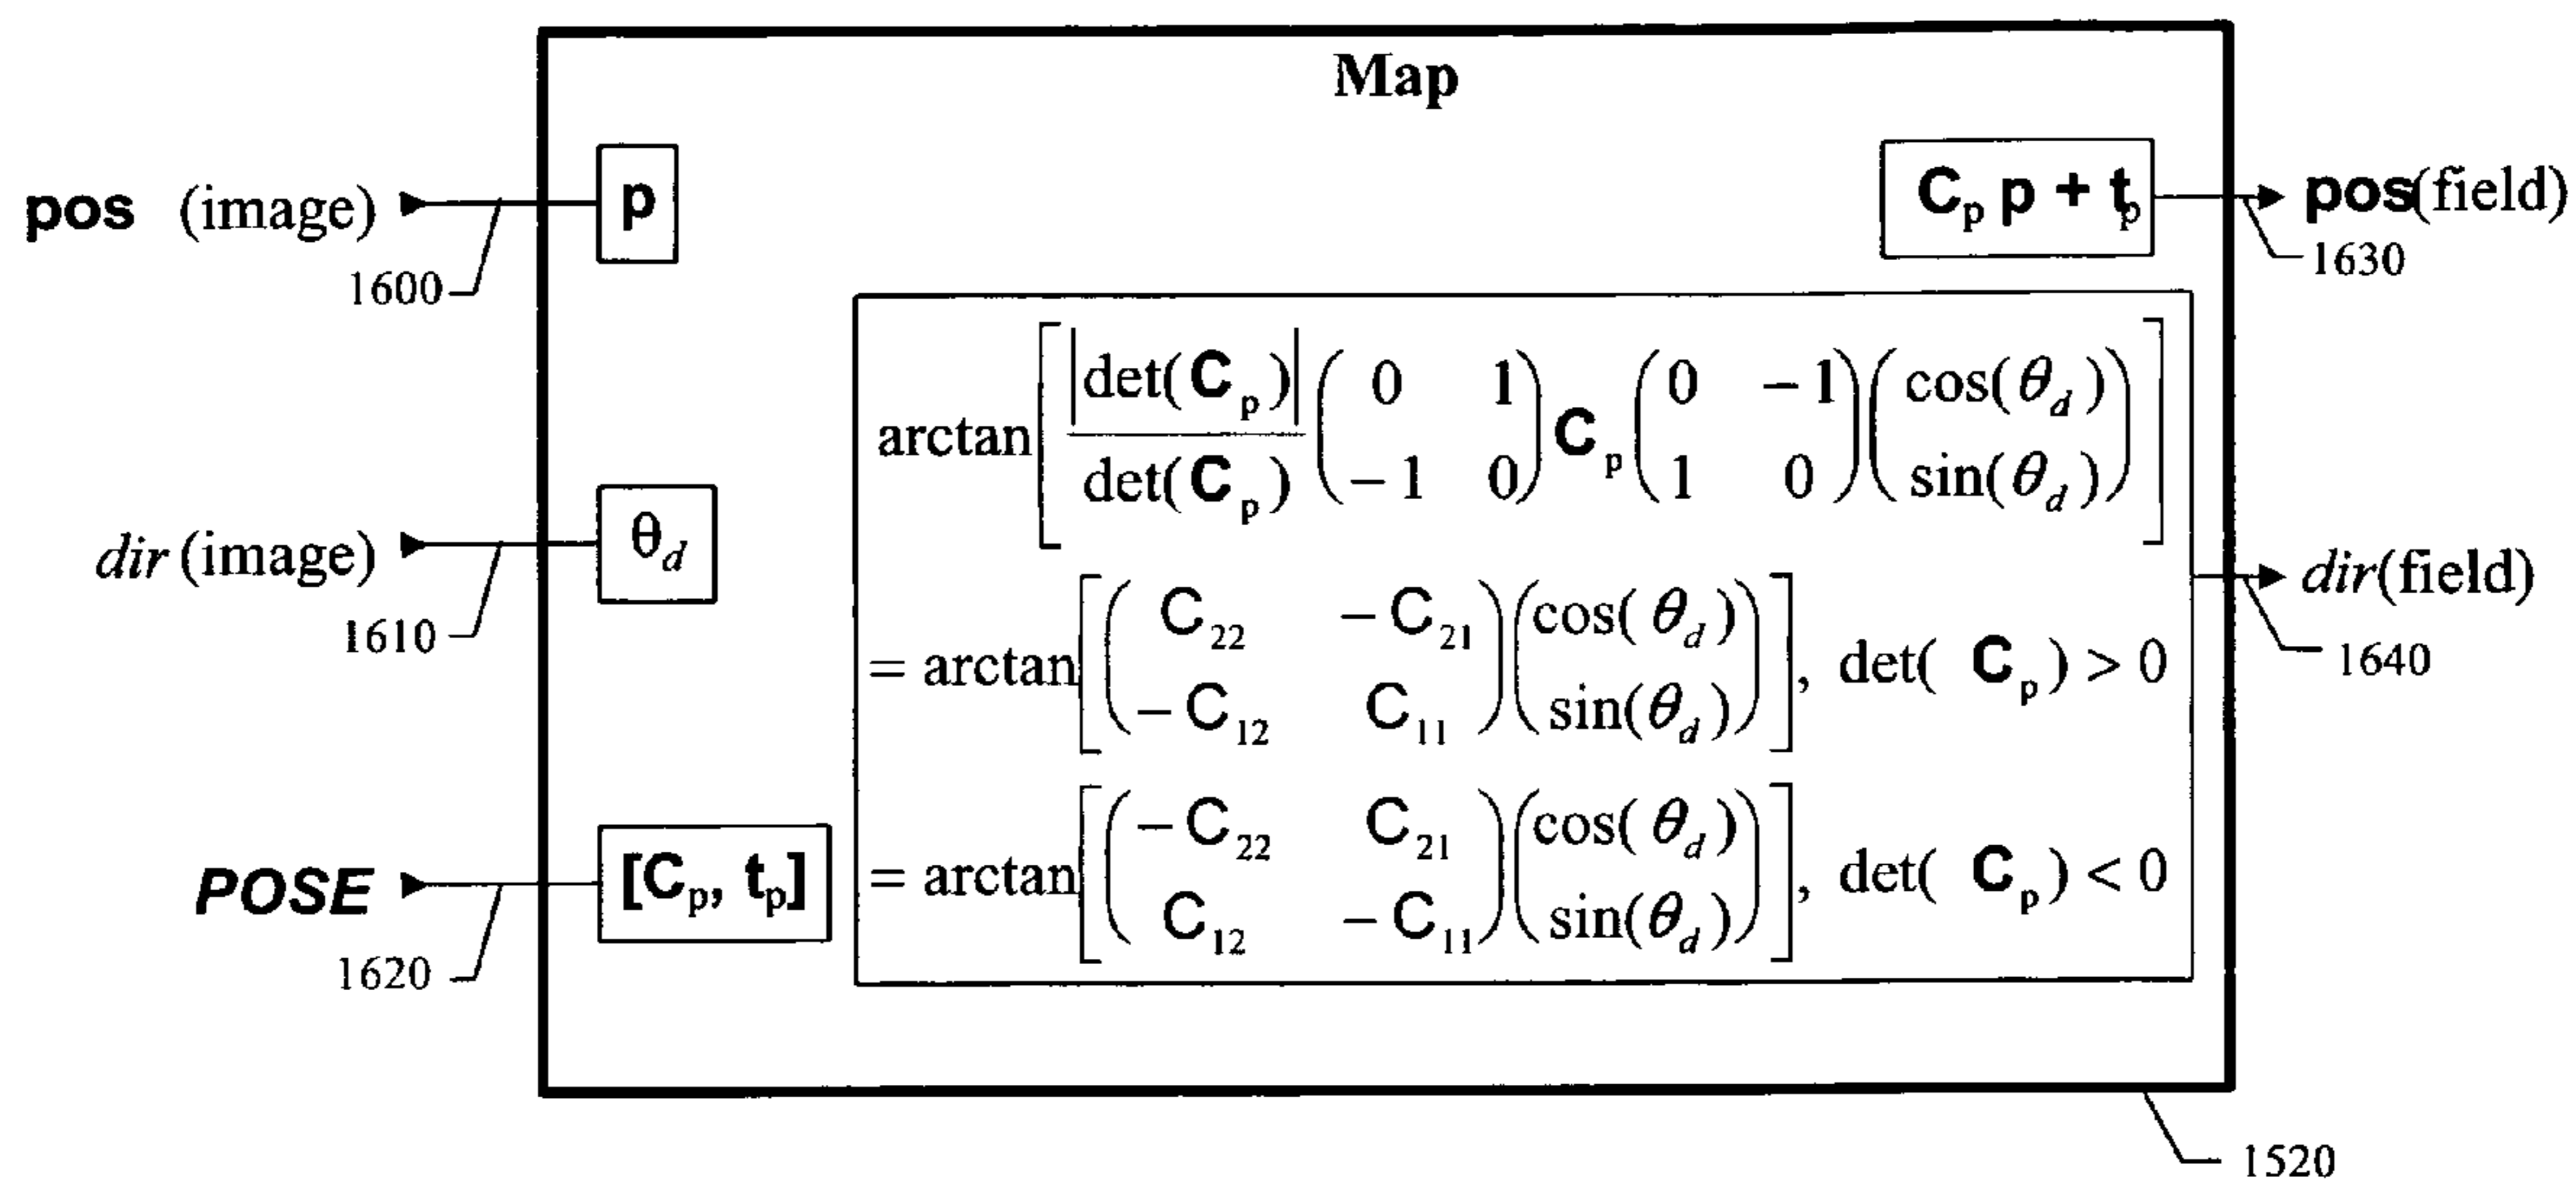 Map
pos (image)
1600
p
C_p p + t_p
pos(field)
1630
arctan[ |det(C_p)| / det(C_p) ( 0 1 ; −1 0 ) C_p ( 0 −1 ; 1 0 ) ( cos(θ_d) ; sin(θ_d) ) ]
dir (image)
1610
θ_d
= arctan[ ( C_22 −C_21 ; −C_12 C_11 ) ( cos( θ_d ) ; sin(θ_d) ) ], det( C_p ) > 0
dir(field)
1640
POSE
1620
[C_p, t_p]
= arctan[ ( −C_22 C_21 ; C_12 −C_11 ) ( cos( θ_d ) ; sin(θ_d) ) ], det( C_p ) < 0
1520